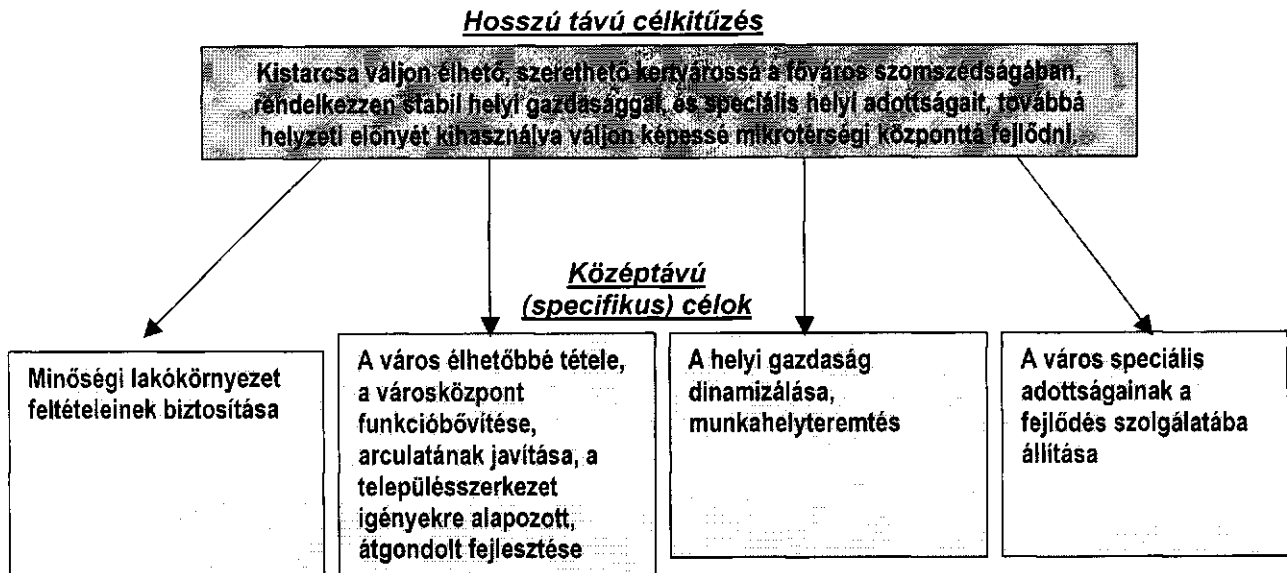 Hosszú távú célkitűzés
Kistarcsa váljon élhető, szerethető kertvárossá a főváros szomszédságában,
rendelkezzen stabil helyi gazdasággal, és speciális helyi adottságait, továbbá
helyzeti előnyét kihasználva váljon képessé mikrotérségi központtá fejlődni.
Középtávú
(specifikus) célok
Minőségi lakókörnyezet
feltételeinek biztosítása
A város élhetőbbé tétele,
a városközpont
funkcióbővítése,
arculatának javítása, a
településszerkezet
igényekre alapozott,
átgondolt fejlesztése
A helyi gazdaság
dinamizálása,
munkahelyteremtés
A város speciális
adottságainak a
fejlődés szolgálatába
állítása